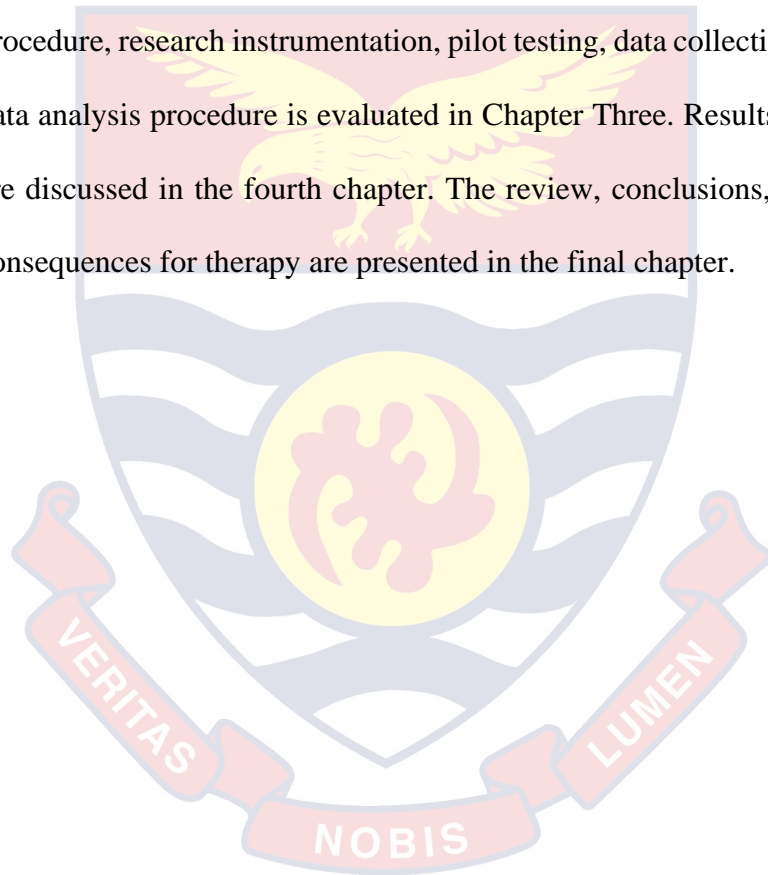 rocedure, research instrumentation, pilot testing, data collecti
ata analysis procedure is evaluated in Chapter Three. Results
re discussed in the fourth chapter. The review, conclusions,
onsequences for therapy are presented in the final chapter.
VERITAS
NOBIS
LUMEN